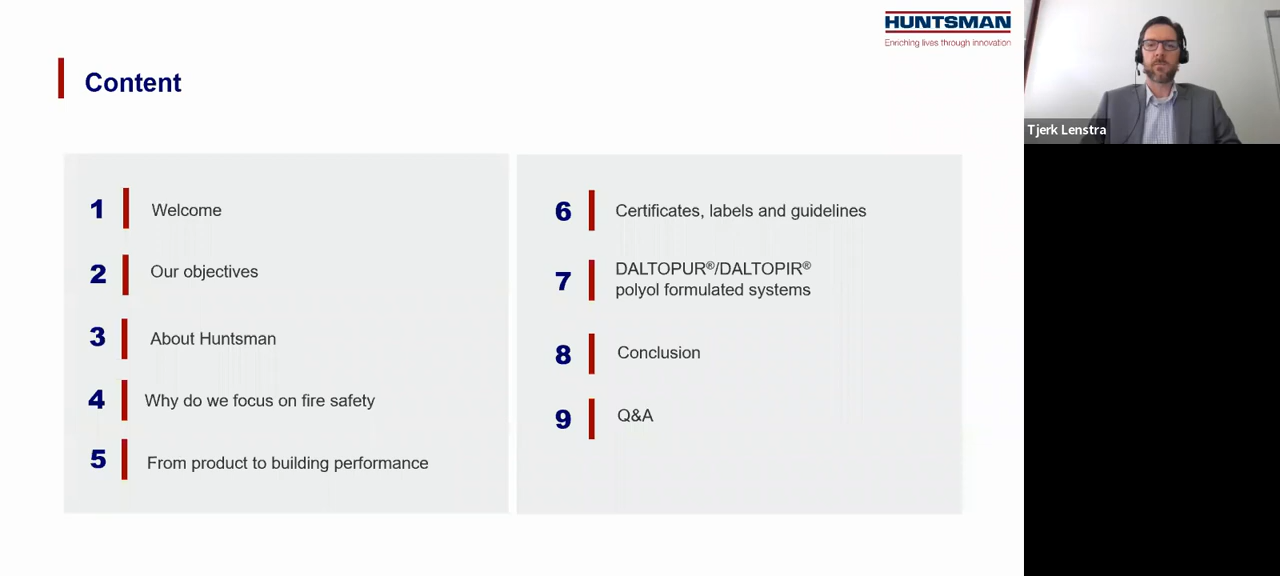 HUNTSMAN
Enriching lives through innovation
Content
1 Welcome
2 Our objectives
3 About Huntsman
4 Why do we focus on fire safety
5 From product to building performance
6 Certificates, labels and guidelines
7 DALTOPUR®/DALTOPIR®
polyol formulated systems
8 Conclusion
9 Q&A
Tjerk Lenstra